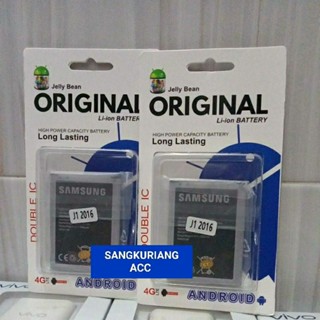 Jelly Bean
ORIGINAL
Li-ion BATTERY
HIGH POWER CAPACITY BATTERY
Long Lasting
DOUBLE IC
SAMSUNG
J1 2016
4G
ANDROID
Jelly Bean
ORIGINAL
Li-ion BATTERY
HIGH POWER CAPACITY BATTERY
Long Lasting
DOUBLE IC
SAMSUNG
J1 2016
4G
ANDROID
SANGKURIANG
ACC
VIVO